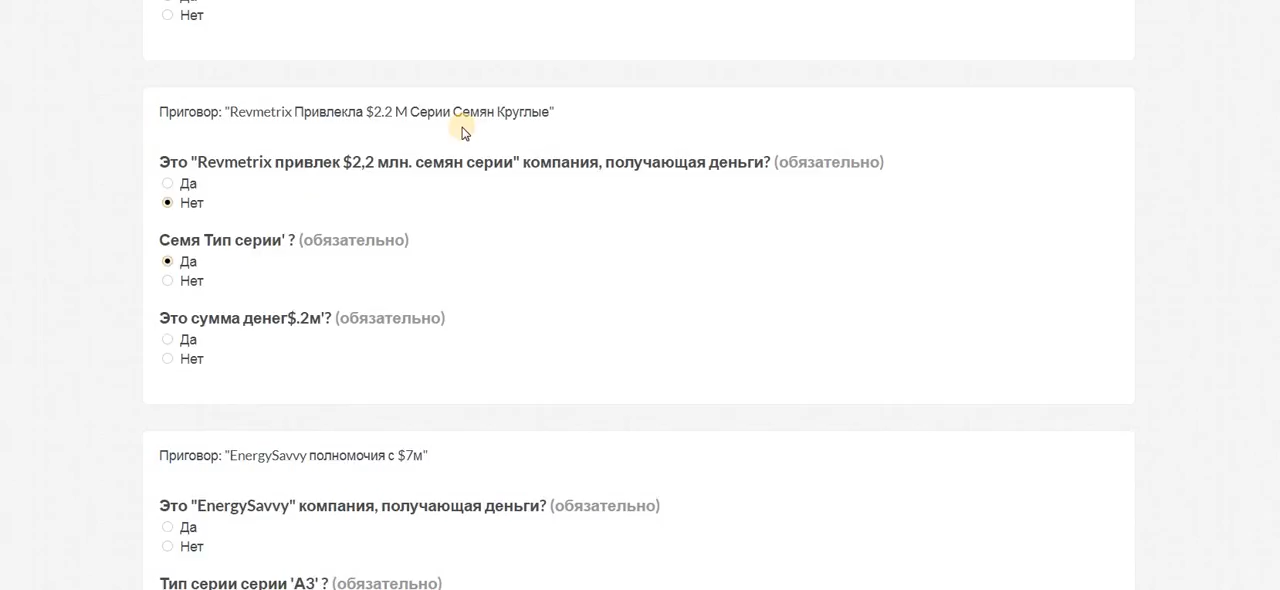 Нет
Приговор: "Revmetrix Привлекла $2.2 M Серии Семян Круглые"
Это "Revmetrix привлек $2,2 млн. семян серии" компания, получающая деньги? (обязательно)
Да
Нет
Семя Тип серии' ? (обязательно)
Да
Нет
Это сумма денег$.2м'? (обязательно)
Да
Нет
Приговор: "EnergySavvy полномочия с $7м"
Это "EnergySavvy" компания, получающая деньги? (обязательно)
Да
Нет
Тип серии серии 'А3' ? (обязательно)